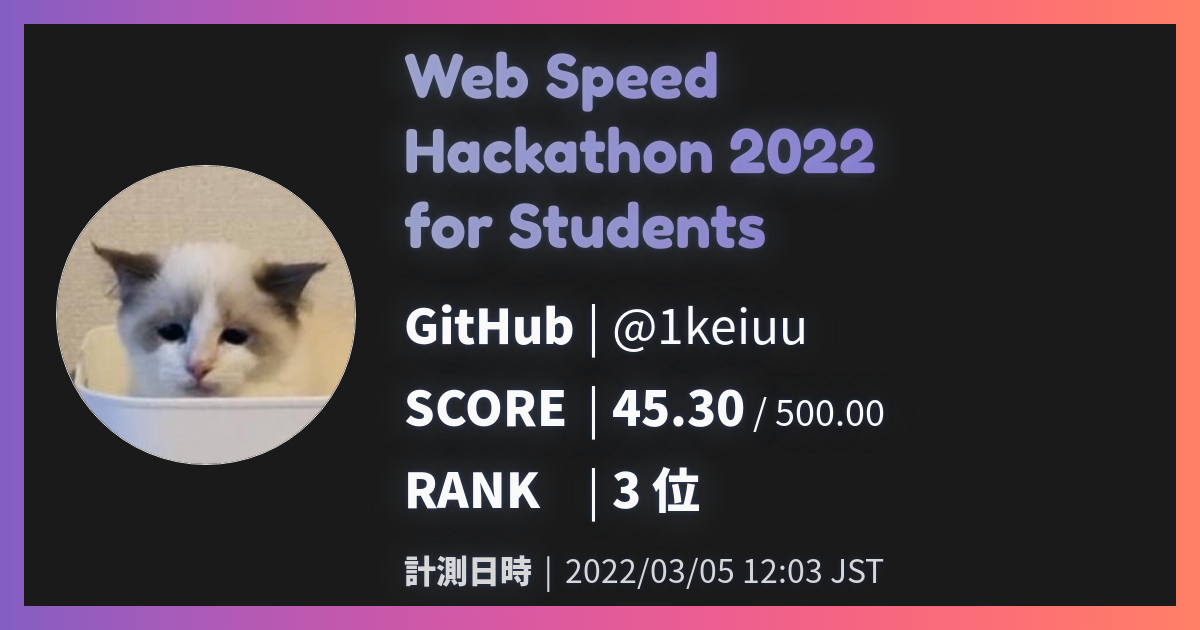 Web Speed
Hackathon 2022
for Students
GitHub | @1keiuu
SCORE | 45.30 / 500.00
RANK | 3 位
計測日時 | 2022/03/05 12:03 JST